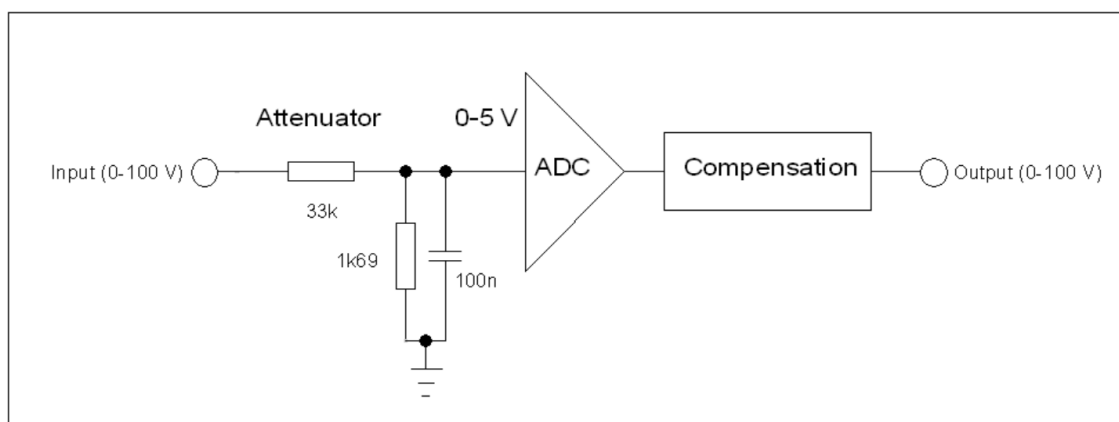 Attenuator
0-5 V
Input (0-100 V)
ADC
Compensation
Output (0-100 V)
33k
1k69
100n